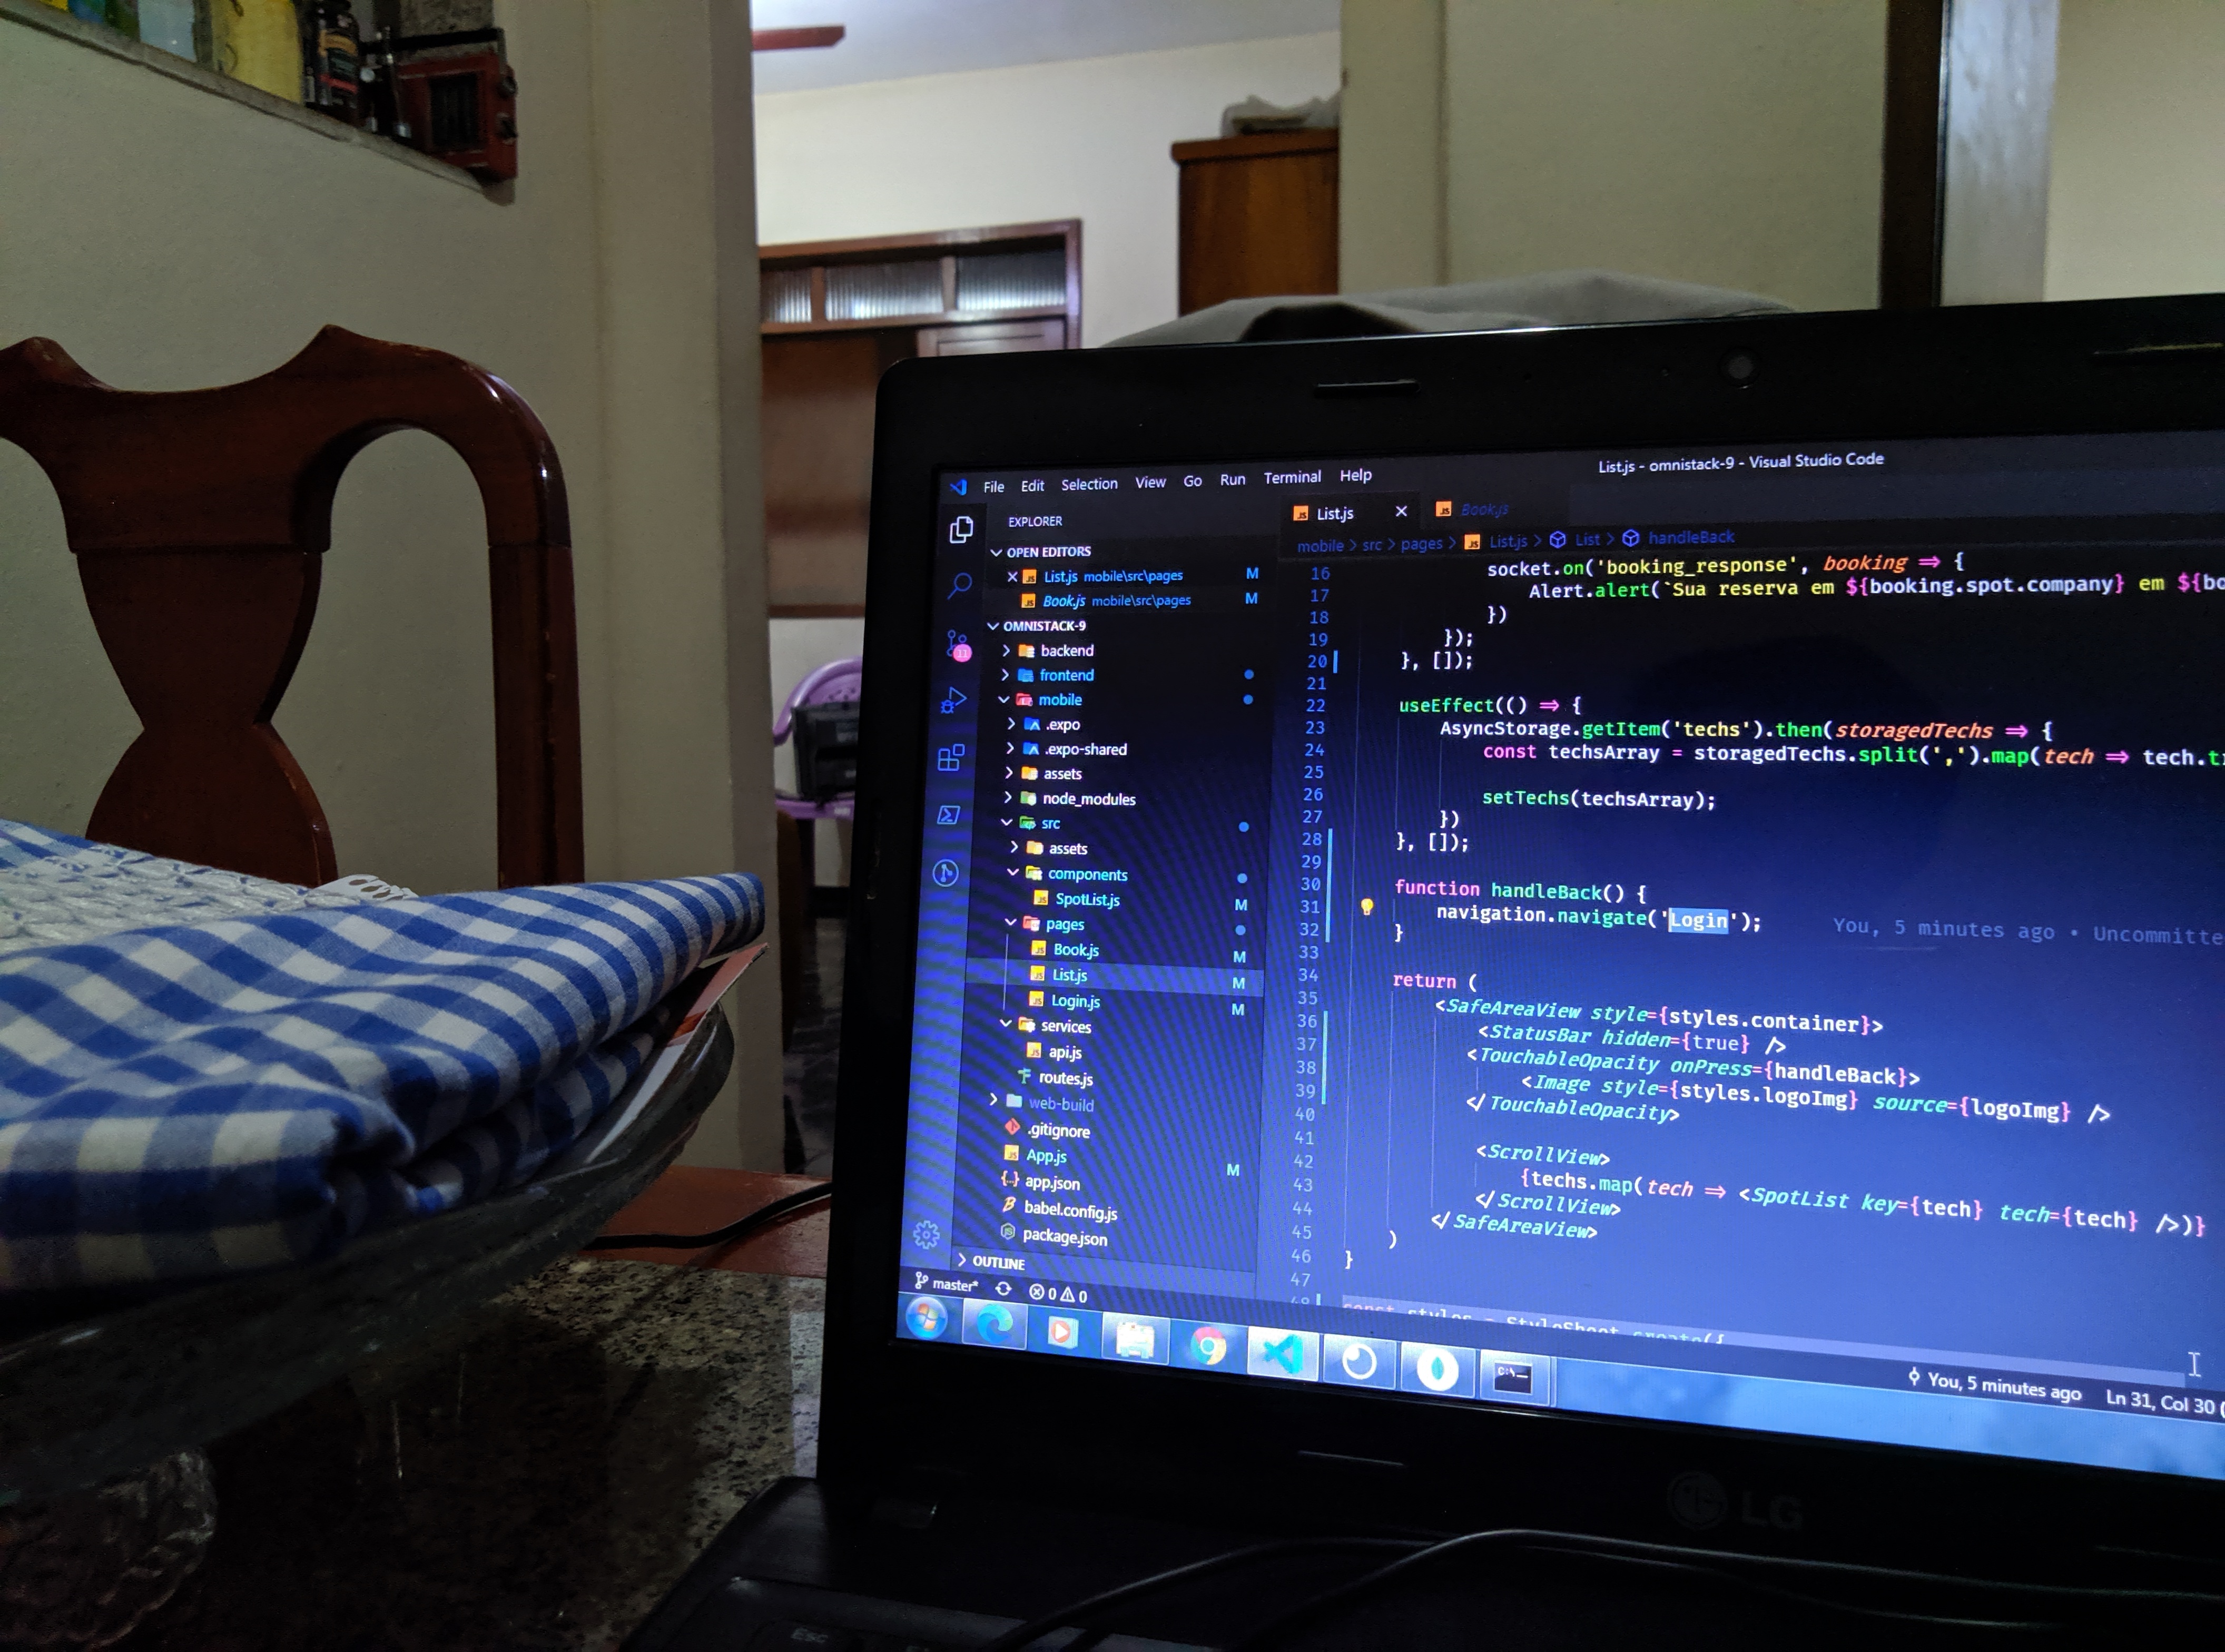 File Edit Selection View Go Run Terminal Help
List.js - omnistack-9 - Visual Studio Code
EXPLORER
OPEN EDITORS
List.js mobile\src\pages M
Book.js mobile\src\pages M
OMNISTACK-9
backend
frontend
mobile
.expo
.expo-shared
assets
node_modules
src
assets
components
SpotList.js M
pages
Book.js M
List.js M
Login.js M
services
api.js
routes.js
web-build
.gitignore
App.js M
app.json
babel.config.js
package.json
OUTLINE
List.js Book.js
mobile > src > pages > List.js > List > handleBack
16 socket.on('booking_response', booking => {
17 Alert.alert(`Sua reserva em ${booking.spot.company} em ${bo
18 })
19 });
20 }, []);
21
22 useEffect(() => {
23 AsyncStorage.getItem('techs').then(storagedTechs => {
24 const techsArray = storagedTechs.split(',').map(tech => tech.t
25
26 setTechs(techsArray);
27 })
28 }, []);
29
30 function handleBack() {
31 navigation.navigate('Login'); You, 5 minutes ago • Uncommitte
32 }
33
34 return (
35 <SafeAreaView style={styles.container}>
36 <StatusBar hidden={true} />
37 <TouchableOpacity onPress={handleBack}>
38 <Image style={styles.logoImg} source={logoImg} />
39 </TouchableOpacity>
40
41 <ScrollView>
42 {techs.map(tech => <SpotList key={tech} tech={tech} />)}
43 </ScrollView>
44 </SafeAreaView>
45 )
46 }
47
48 const styles = StyleSheet.create({
master* 0 0 You, 5 minutes ago Ln 31, Col 30 (
C:\
LG
Esc